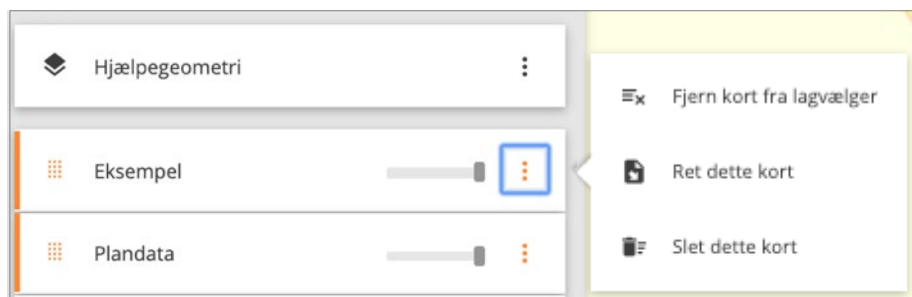 Hjælpegeometri
Eksempel
Plandata
Fjern kort fra lagvælger
Ret dette kort
Slet dette kort